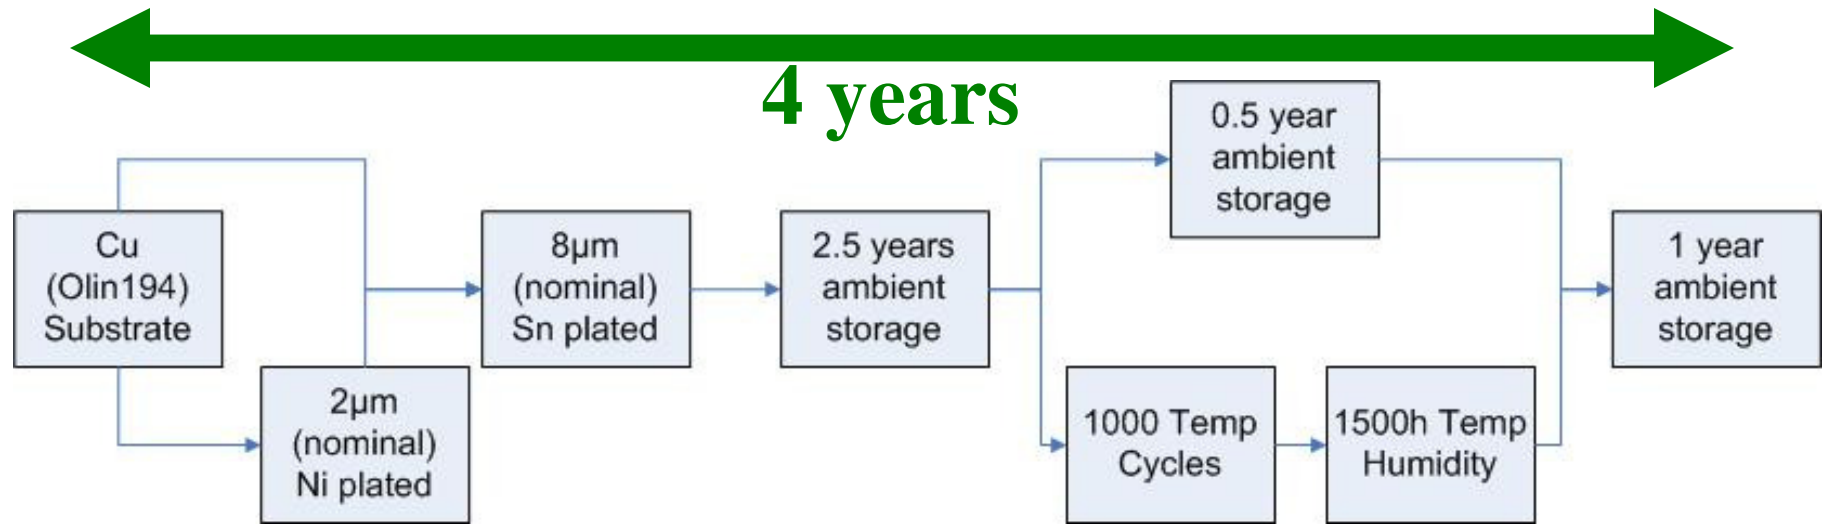 4 years
Cu
(Olin194)
Substrate
2µm
(nominal)
Ni plated
8µm
(nominal)
Sn plated
2.5 years
ambient
storage
0.5 year
ambient
storage
1000 Temp
Cycles
1500h Temp
Humidity
1 year
ambient
storage